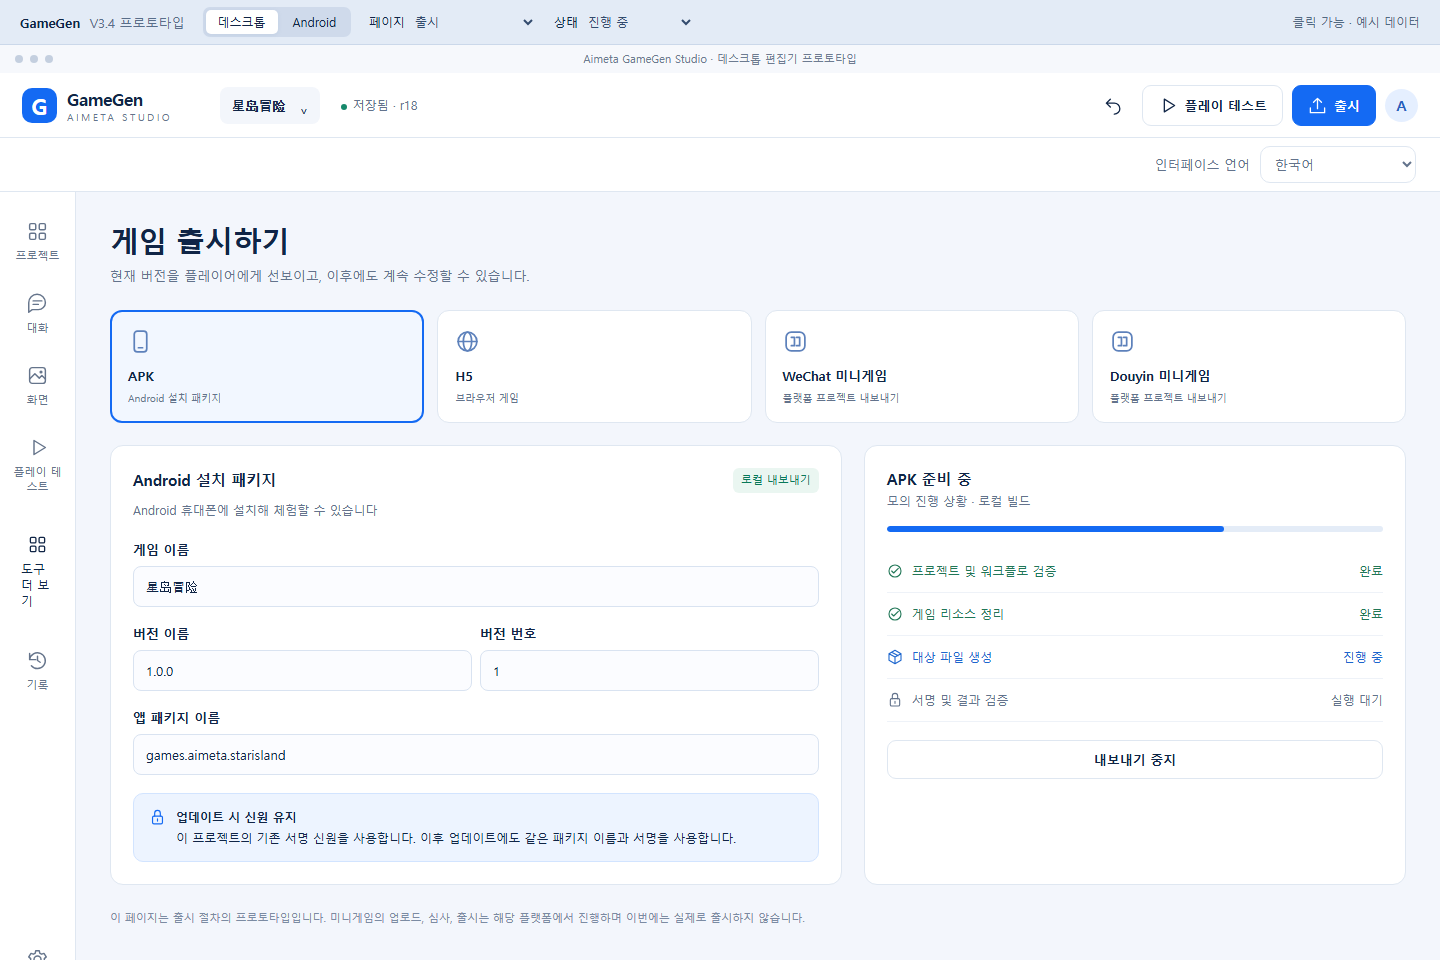 GameGen V3.4 프로토타입 데스크톱 Android 페이지 출시 상태 진행 중 클릭 가능 · 예시 데이터
Aimeta GameGen Studio · 데스크톱 편집기 프로토타입
G GameGen
AIMETA STUDIO
星岛冒险 저장됨 · r18 플레이 테스트 출시 A
인터페이스 언어 한국어
프로젝트
대화
화면
플레이 테
스트
도구
더 보
기
기록
게임 출시하기
현재 버전을 플레이어에게 선보이고, 이후에도 계속 수정할 수 있습니다.
APK
Android 설치 패키지
H5
브라우저 게임
WeChat 미니게임
플랫폼 프로젝트 내보내기
Douyin 미니게임
플랫폼 프로젝트 내보내기
Android 설치 패키지 로컬 내보내기
Android 휴대폰에 설치해 체험할 수 있습니다
게임 이름
星岛冒险
버전 이름 버전 번호
1.0.0 1
앱 패키지 이름
games.aimeta.starisland
업데이트 시 신원 유지
이 프로젝트의 기존 서명 신원을 사용합니다. 이후 업데이트에도 같은 패키지 이름과 서명을 사용합니다.
APK 준비 중
모의 진행 상황 · 로컬 빌드
프로젝트 및 워크플로 검증 완료
게임 리소스 정리 완료
대상 파일 생성 진행 중
서명 및 결과 검증 실행 대기
내보내기 중지
이 페이지는 출시 절차의 프로토타입입니다. 미니게임의 업로드, 심사, 출시는 해당 플랫폼에서 진행하며 이번에는 실제로 출시하지 않습니다.